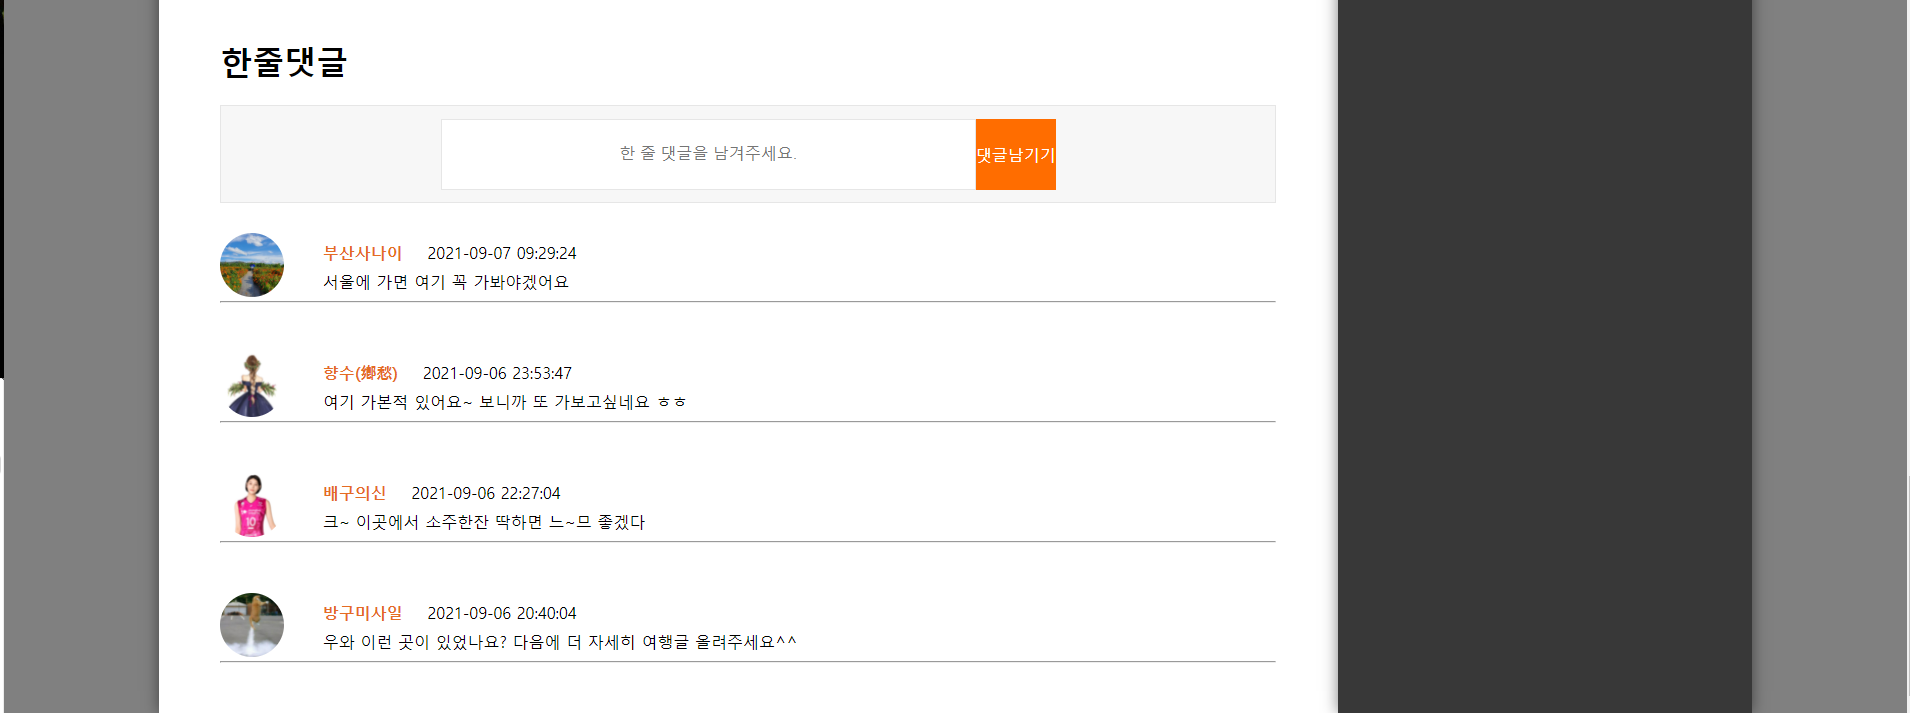 한줄댓글
한 줄 댓글을 남겨주세요.
댓글남기기
부산사나이 2021-09-07 09:29:24
서울에 가면 여기 꼭 가봐야겠어요
향수(鄕愁) 2021-09-06 23:53:47
여기 가본적 있어요~ 보니까 또 가보고싶네요 ㅎㅎ
배구의신 2021-09-06 22:27:04
크~ 이곳에서 소주한잔 딱하면 느~므 좋겠다
10
방구미사일 2021-09-06 20:40:04
우와 이런 곳이 있었나요? 다음에 더 자세히 여행글 올려주세요^^